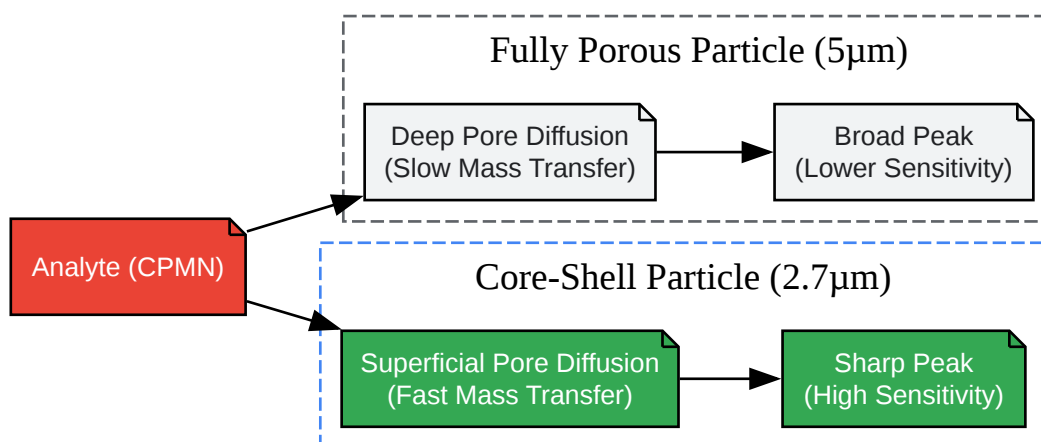 Fully Porous Particle (5µm)
Deep Pore Diffusion
(Slow Mass Transfer)
Broad Peak
(Lower Sensitivity)
Analyte (CPMN)
Core-Shell Particle (2.7µm)
Superficial Pore Diffusion
(Fast Mass Transfer)
Sharp Peak
(High Sensitivity)